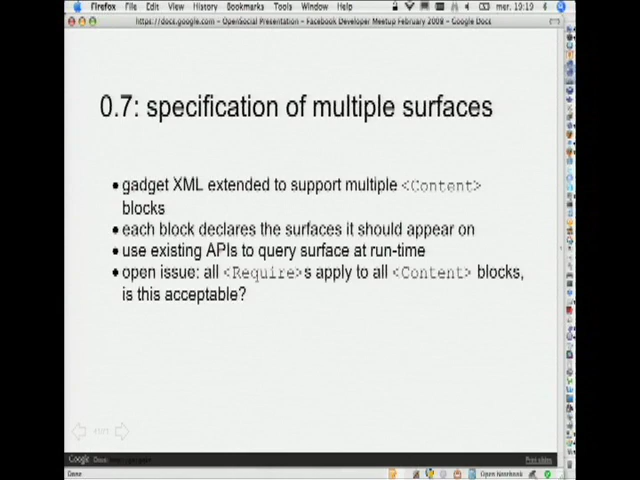 Firefox File Edit View History Bookmarks Tools Window Help mer. 19:19
https://docs.google.com - OpenSocial Presentation - Facebook Developer Meetup February 2008 - Google Docs
0.7: specification of multiple surfaces
• gadget XML extended to support multiple <Content>
blocks
• each block declares the surfaces it should appear on
• use existing APIs to query surface at run-time
• open issue: all <Require>s apply to all <Content> blocks,
is this acceptable?
Google Docs
Print slides
Done
Open Notebook